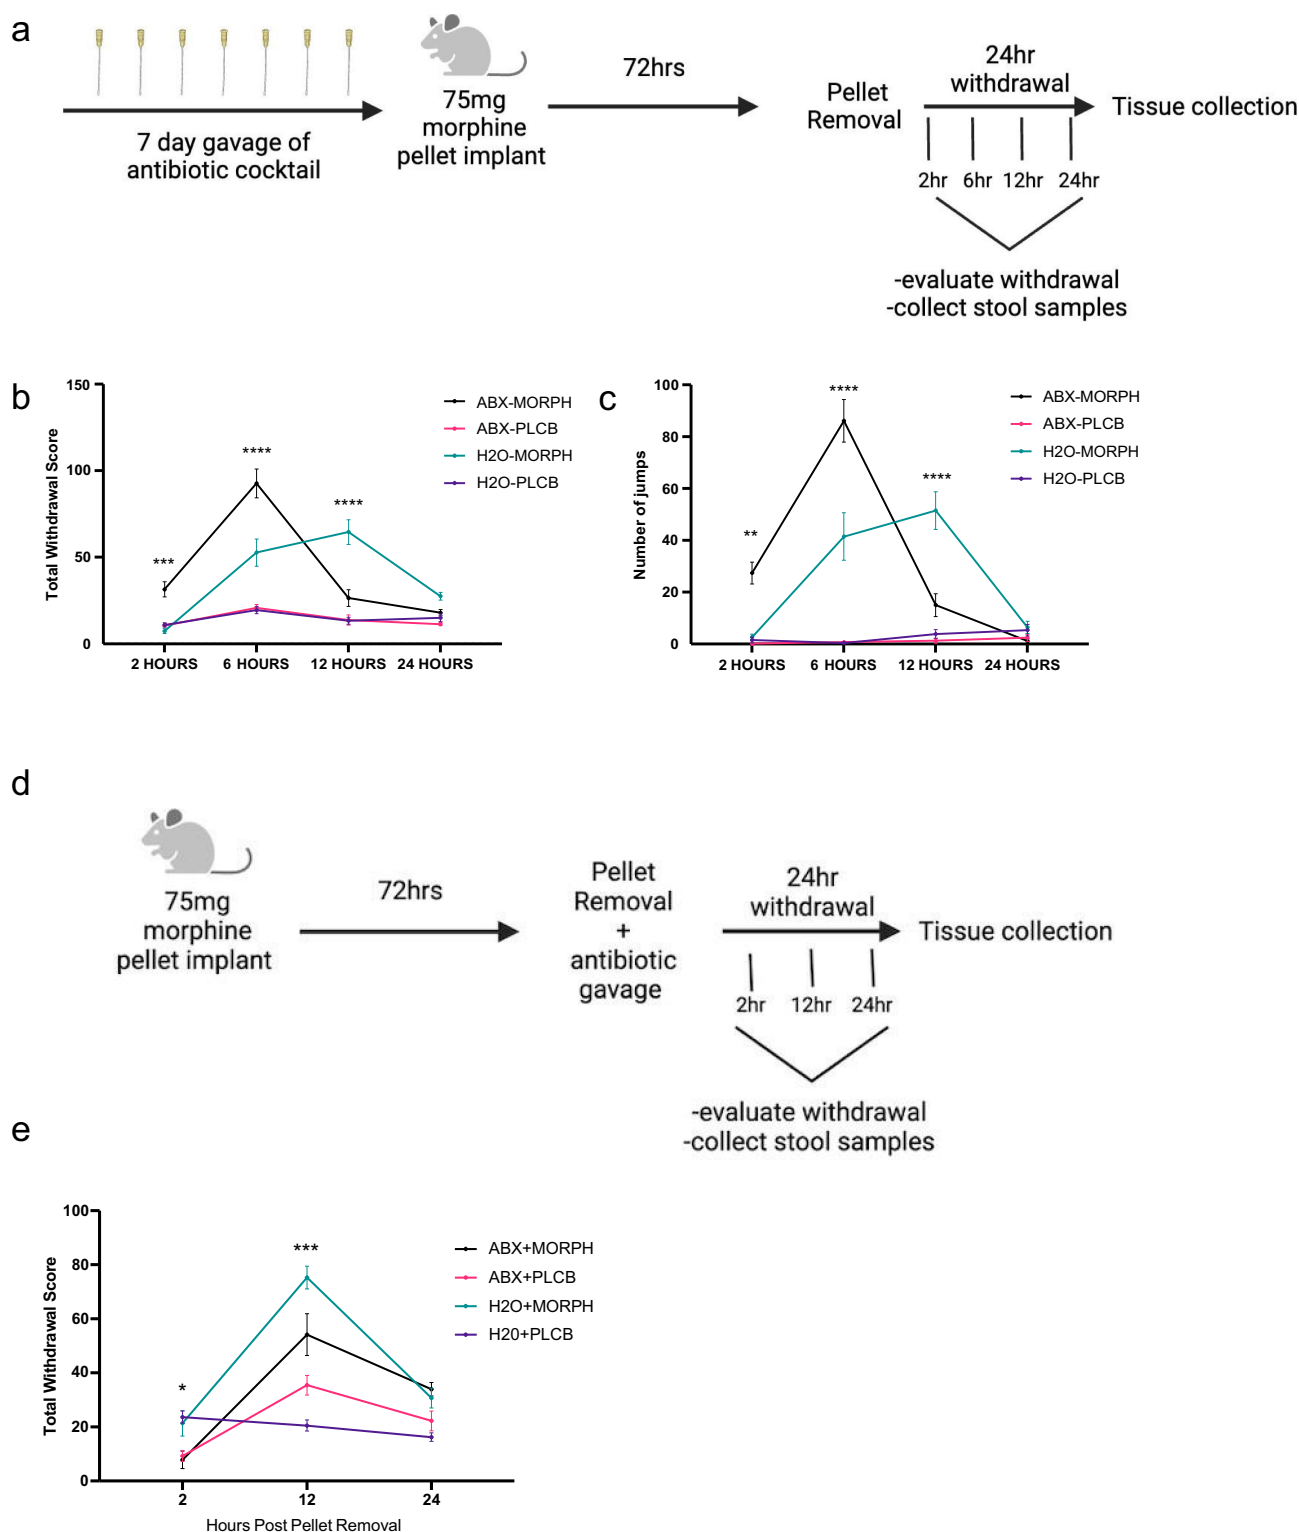 a
7 day gavage of
antibiotic cocktail
75mg
morphine
pellet implant
72hrs
Pellet
Removal
24hr
withdrawal
Tissue collection
2hr 6hr 12hr 24hr
-evaluate withdrawal
-collect stool samples
b
Total Withdrawal Score
150
100
50
0
***
****
****
2 HOURS 6 HOURS 12 HOURS 24 HOURS
ABX-MORPH
ABX-PLCB
H2O-MORPH
H2O-PLCB
c
Number of jumps
100
80
60
40
20
0
**
****
****
2 HOURS 6 HOURS 12 HOURS 24 HOURS
ABX-MORPH
ABX-PLCB
H2O-MORPH
H2O-PLCB
d
75mg
morphine
pellet implant
72hrs
Pellet
Removal
+
antibiotic
gavage
24hr
withdrawal
Tissue collection
2hr 12hr 24hr
-evaluate withdrawal
-collect stool samples
e
Total Withdrawal Score
100
80
60
40
20
0
*
***
2 12 24
Hours Post Pellet Removal
ABX+MORPH
ABX+PLCB
H2O+MORPH
H20+PLCB